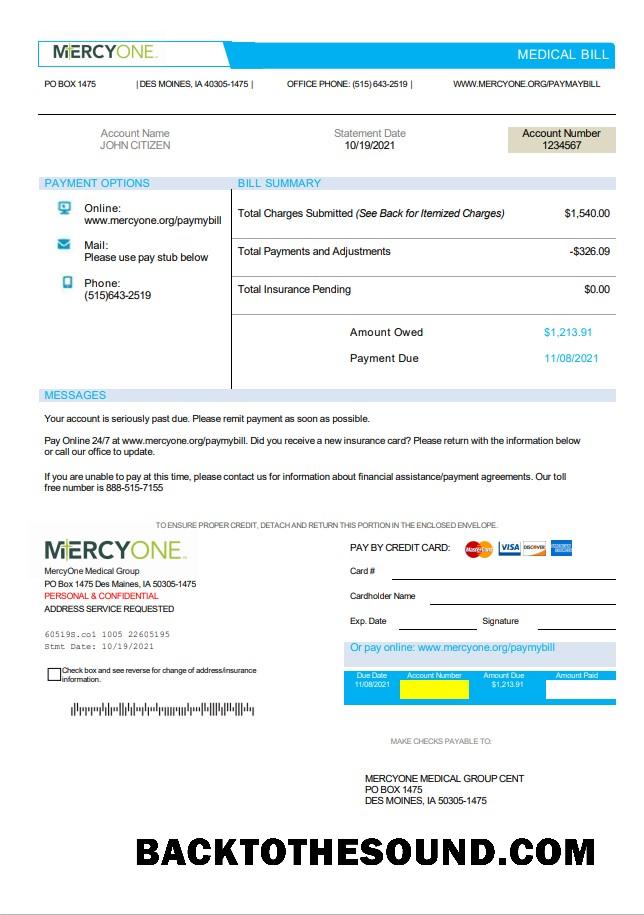 MERCYONE
MEDICAL BILL
PO BOX 1475 | DES MOINES, IA 40305-1475 | OFFICE PHONE: (515) 643-2519 | WWW.MERCYONE.ORG/PAYMAYBILL
Account Name
JOHN CITIZEN
Statement Date
10/19/2021
Account Number
1234567
PAYMENT OPTIONS
Online:
www.mercyone.org/paymybill
Mail:
Please use pay stub below
Phone:
(515)643-2519
BILL SUMMARY
Total Charges Submitted (See Back for Itemized Charges) $1,540.00
Total Payments and Adjustments -$326.09
Total Insurance Pending $0.00
Amount Owed $1,213.91
Payment Due 11/08/2021
MESSAGES
Your account is seriously past due. Please remit payment as soon as possible.
Pay Online 24/7 at www.mercyone.org/paymybill. Did you receive a new insurance card? Please return with the information below
or call our office to update.
If you are unable to pay at this time, please contact us for information about financial assistance/payment agreements. Our toll
free number is 888-515-7155
TO ENSURE PROPER CREDIT, DETACH AND RETURN THIS PORTION IN THE ENCLOSED ENVELOPE.
MERCYONE
MercyOne Medical Group
PO Box 1475 Des Maines, IA 50305-1475
PERSONAL & CONFIDENTIAL
ADDRESS SERVICE REQUESTED
60519S.co1 1005 22605195
Stmt Date: 10/19/2021
Check box and see reverse for change of address/insurance
information.
PAY BY CREDIT CARD: MasterCard VISA DISCOVER AMERICAN EXPRESS
Card #
Cardholder Name
Exp. Date Signature
Or pay online: www.mercyone.org/paymybill
Due Date Account Number Amount Due Amount Paid
11/08/2021 $1,213.91
MAKE CHECKS PAYABLE TO:
MERCYONE MEDICAL GROUP CENT
PO BOX 1475
DES MOINES, IA 50305-1475
BACKTOTHESOUND.COM